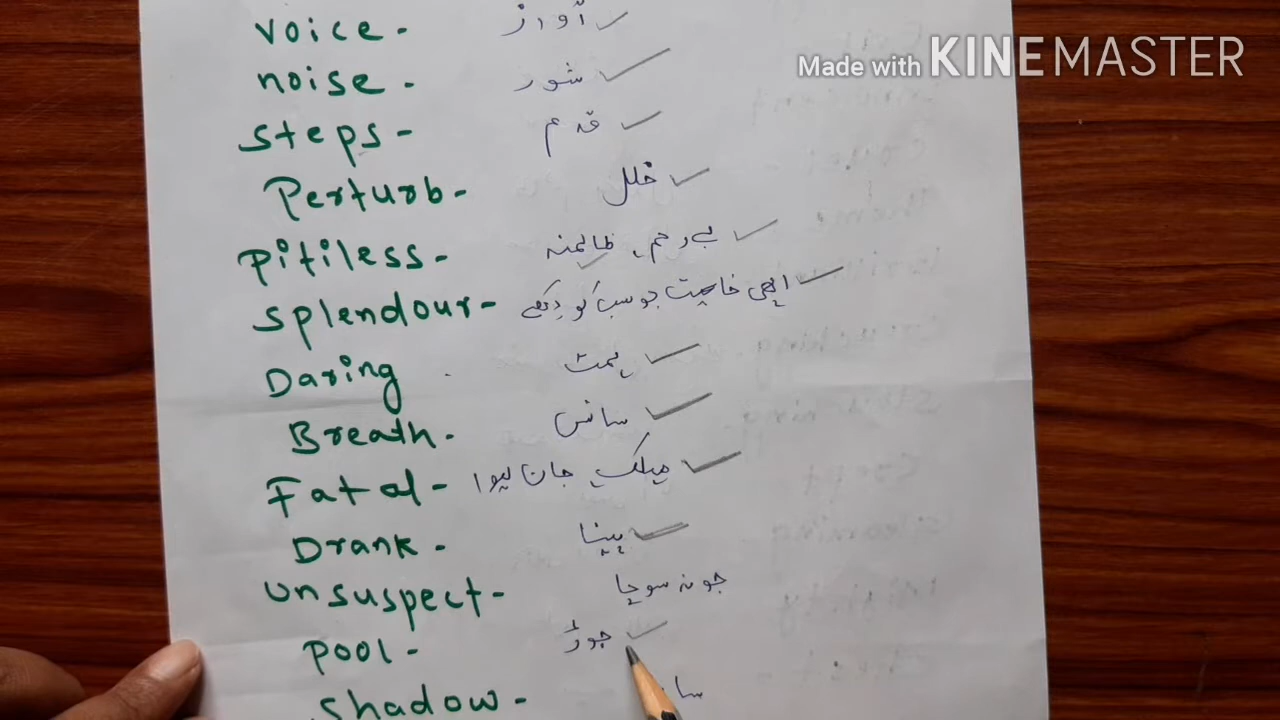 Made with KINEMASTER
Voice - آواز
noise - شور
steps - قدم
Perturb - خلل
pitiless - بے رحم، ظالمنہ
splendour - اچھی خاصیت جو سب کو دکھے
Daring ہمت
Breath - سانس
Fatal - مہلک جان لیوا
Drank - پینا
unsuspect - جو نہ سوچا
pool - جوڑ
shadow -